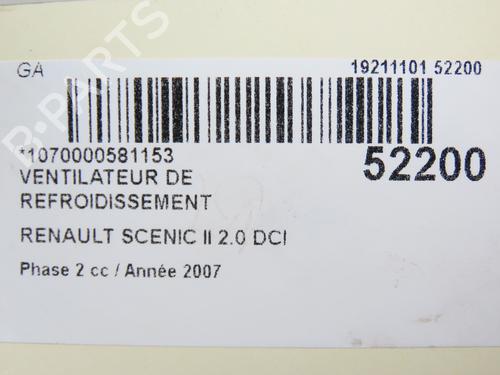 GA
19211101 52200
*1070000581153
52200
VENTILATEUR DE
REFROIDISSEMENT
RENAULT SCENIC II 2.0 DCI
Phase 2 cc / Année 2007
B-PARTS